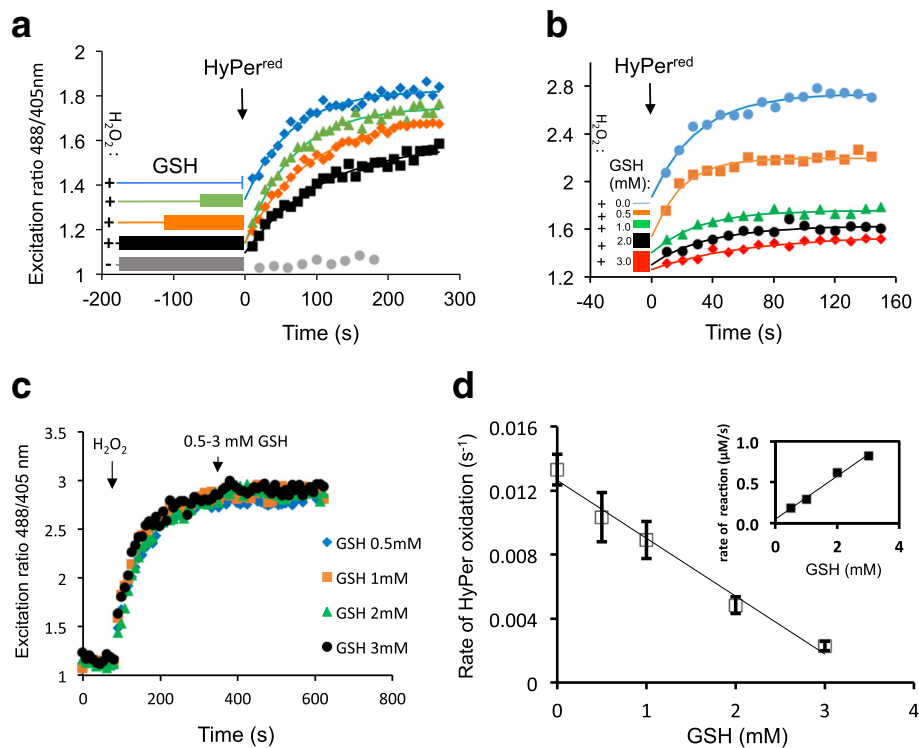 a
HyPerred
Excitation ratio 488/405nm
2
1.8
1.6
1.4
1.2
1
H2O2:
GSH
+
+
+
+
-
-200
-100
0
100
200
300
Time (s)
b
HyPerred
2.8
2.4
2
1.6
1.2
H2O2:
GSH
(mM):
+ 0.0
+ 0.5
+ 1.0
+ 2.0
+ 3.0
-40
0
40
80
120
160
Time (s)
c
Excitation ratio 488/405 nm
3.5
3
2.5
2
1.5
1
H2O2
0.5-3 mM GSH
GSH 0.5mM
GSH 1mM
GSH 2mM
GSH 3mM
0
200
400
600
800
Time (s)
d
Rate of HyPer oxidation (s-1)
0.016
0.012
0.008
0.004
0
rate of reaction (μM/s)
1.0
0.5
0.0
0
2
4
GSH (mM)
0
1
2
3
4
GSH (mM)